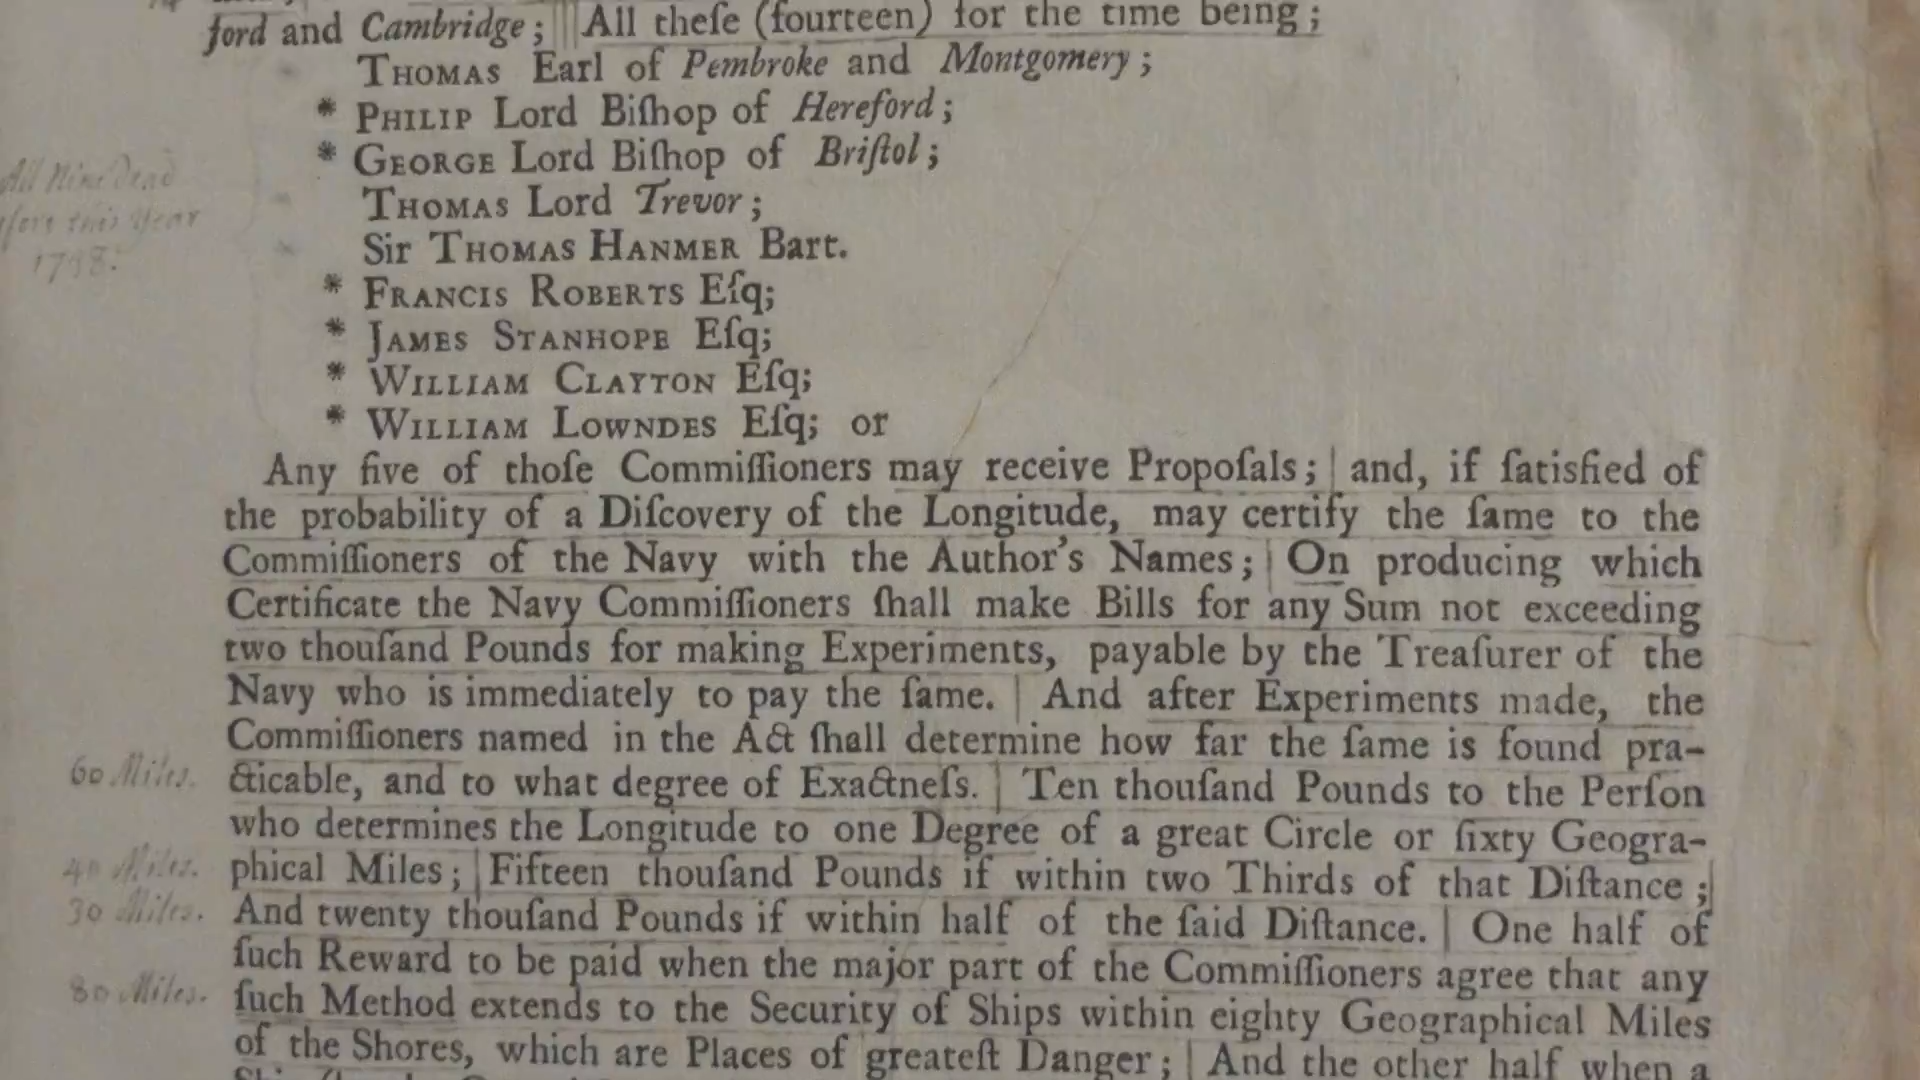 ford and Cambridge; All theſe (fourteen) for the time being;
THOMAS Earl of Pembroke and Montgomery;
* PHILIP Lord Biſhop of Hereford;
* GEORGE Lord Biſhop of Briſtol;
All Nine dead
THOMAS Lord Trevor;
this Year
Sir THOMAS HANMER Bart.
* FRANCIS ROBERTS Eſq;
* JAMES STANHOPE Eſq;
* WILLIAM CLAYTON Eſq;
* WILLIAM LOWNDES Eſq; or
Any five of thoſe Commiſſioners may receive Propoſals; | and, if ſatisfied of
the probability of a Diſcovery of the Longitude, may certify the ſame to the
Commiſſioners of the Navy with the Author's Names; | On producing which
Certificate the Navy Commiſſioners ſhall make Bills for any Sum not exceeding
two thouſand Pounds for making Experiments, payable by the Treaſurer of the
Navy who is immediately to pay the ſame. | And after Experiments made, the
Commiſſioners named in the Act ſhall determine how far the ſame is found pra-
60 Miles.
cticable, and to what degree of Exactneſs. | Ten thouſand Pounds to the Perſon
who determines the Longitude to one Degree of a great Circle or ſixty Geogra-
40 Miles.
phical Miles; | Fifteen thouſand Pounds if within two Thirds of that Diſtance; |
30 Miles.
And twenty thouſand Pounds if within half of the ſaid Diſtance. | One half of
ſuch Reward to be paid when the major part of the Commiſſioners agree that any
80 Miles.
ſuch Method extends to the Security of Ships within eighty Geographical Miles
of the Shores, which are Places of greateſt Danger; | And the other half when a